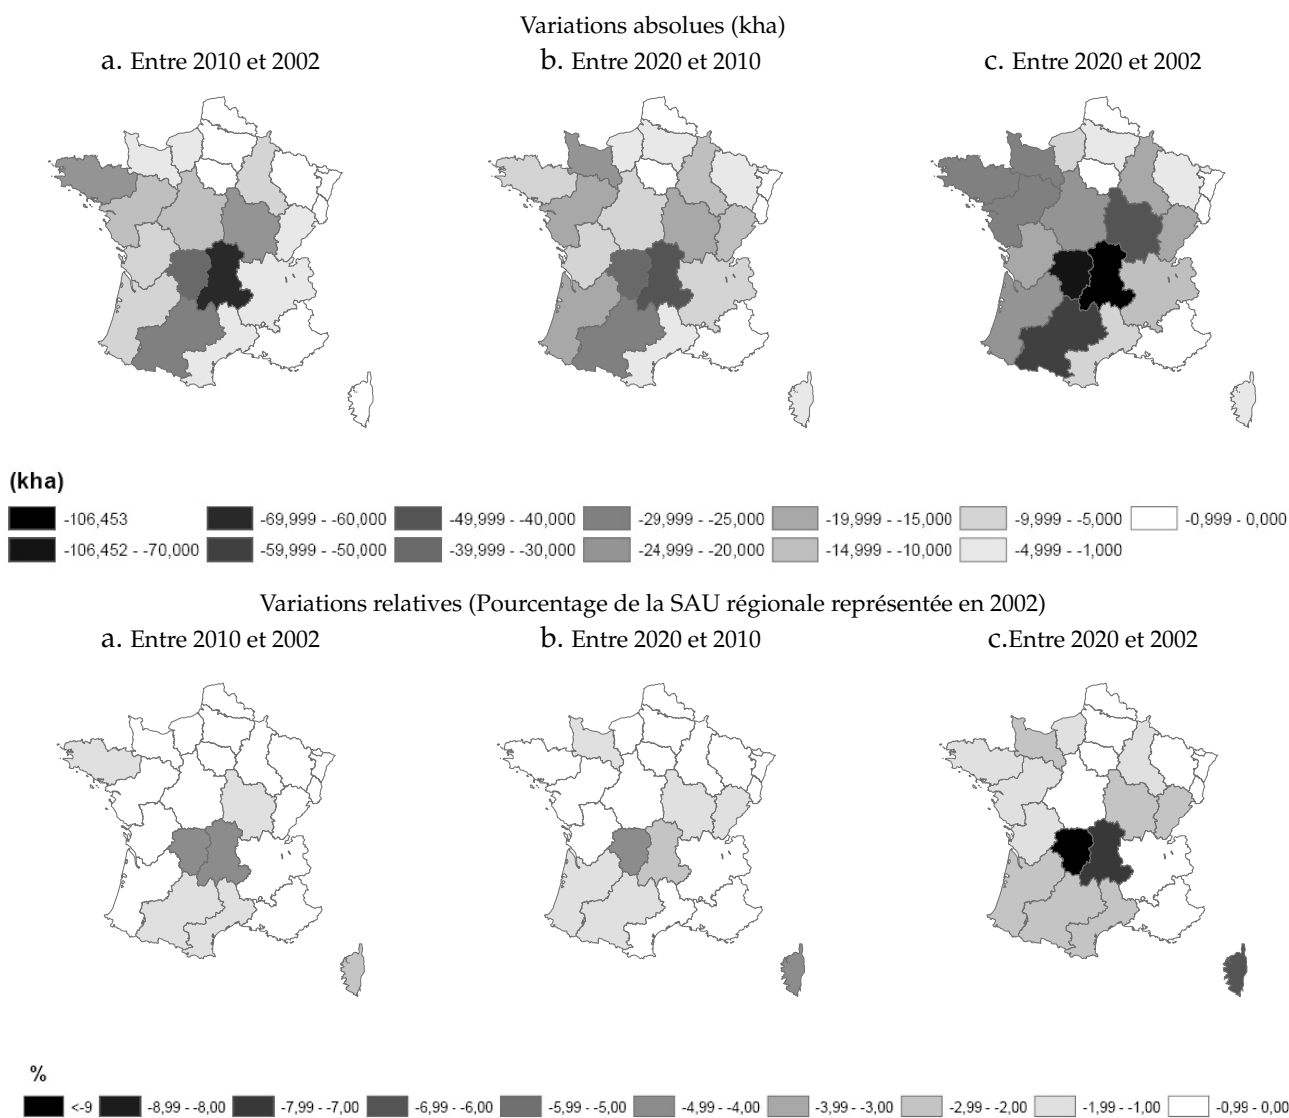 Variations absolues (kha)
a. Entre 2010 et 2002 b. Entre 2020 et 2010 c. Entre 2020 et 2002
(kha)
-106,453 -69,999 - -60,000 -49,999 - -40,000 -29,999 - -25,000 -19,999 - -15,000 -9,999 - -5,000 -0,999 - 0,000
-106,452 - -70,000 -59,999 - -50,000 -39,999 - -30,000 -24,999 - -20,000 -14,999 - -10,000 -4,999 - -1,000
Variations relatives (Pourcentage de la SAU régionale représentée en 2002)
a. Entre 2010 et 2002 b. Entre 2020 et 2010 c.Entre 2020 et 2002
%
<-9 -8,99 - -8,00 -7,99 - -7,00 -6,99 - -6,00 -5,99 - -5,00 -4,99 - -4,00 -3,99 - -3,00 -2,99 - -2,00 -1,99 - -1,00 -0,98 - 0,00